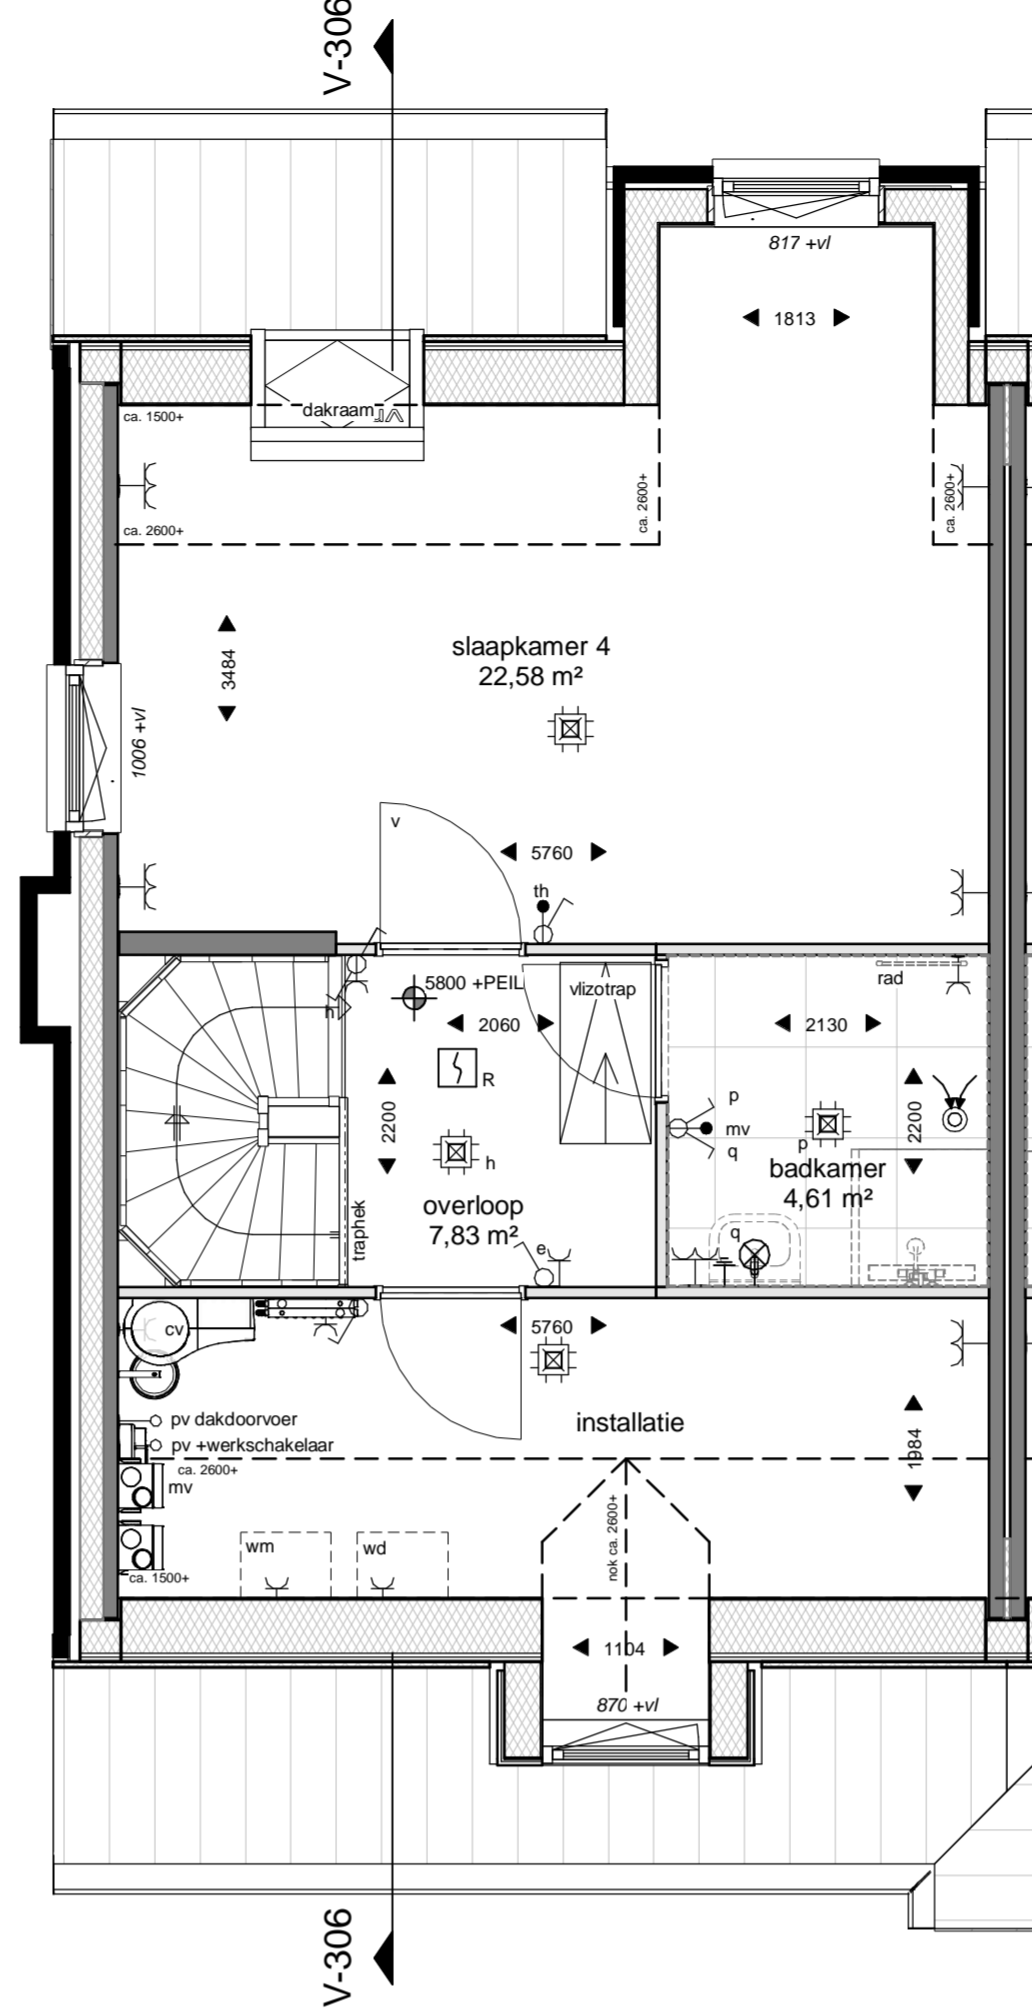 V-306
817 +vl
1813
dakraam
ca. 1500+
ca. 2600+
ca. 2600+
ca. 2600+
3484
slaapkamer 4
22,58 m²
1006 +vl
v
5760
th
5800 +PEIL
vlizotrap
rad
h
2060
2130
R
2200
p
mv
q
2200
h
p
badkamer
4,61 m²
overloop
7,83 m²
traphek
e
q
cv
5760
pv dakdoorvoer
installatie
pv +werkschakelaar
1984
ca. 2600+
mv
nok ca. 2600+
wm
wd
ca. 1500+
1104
870 +vl
V-306